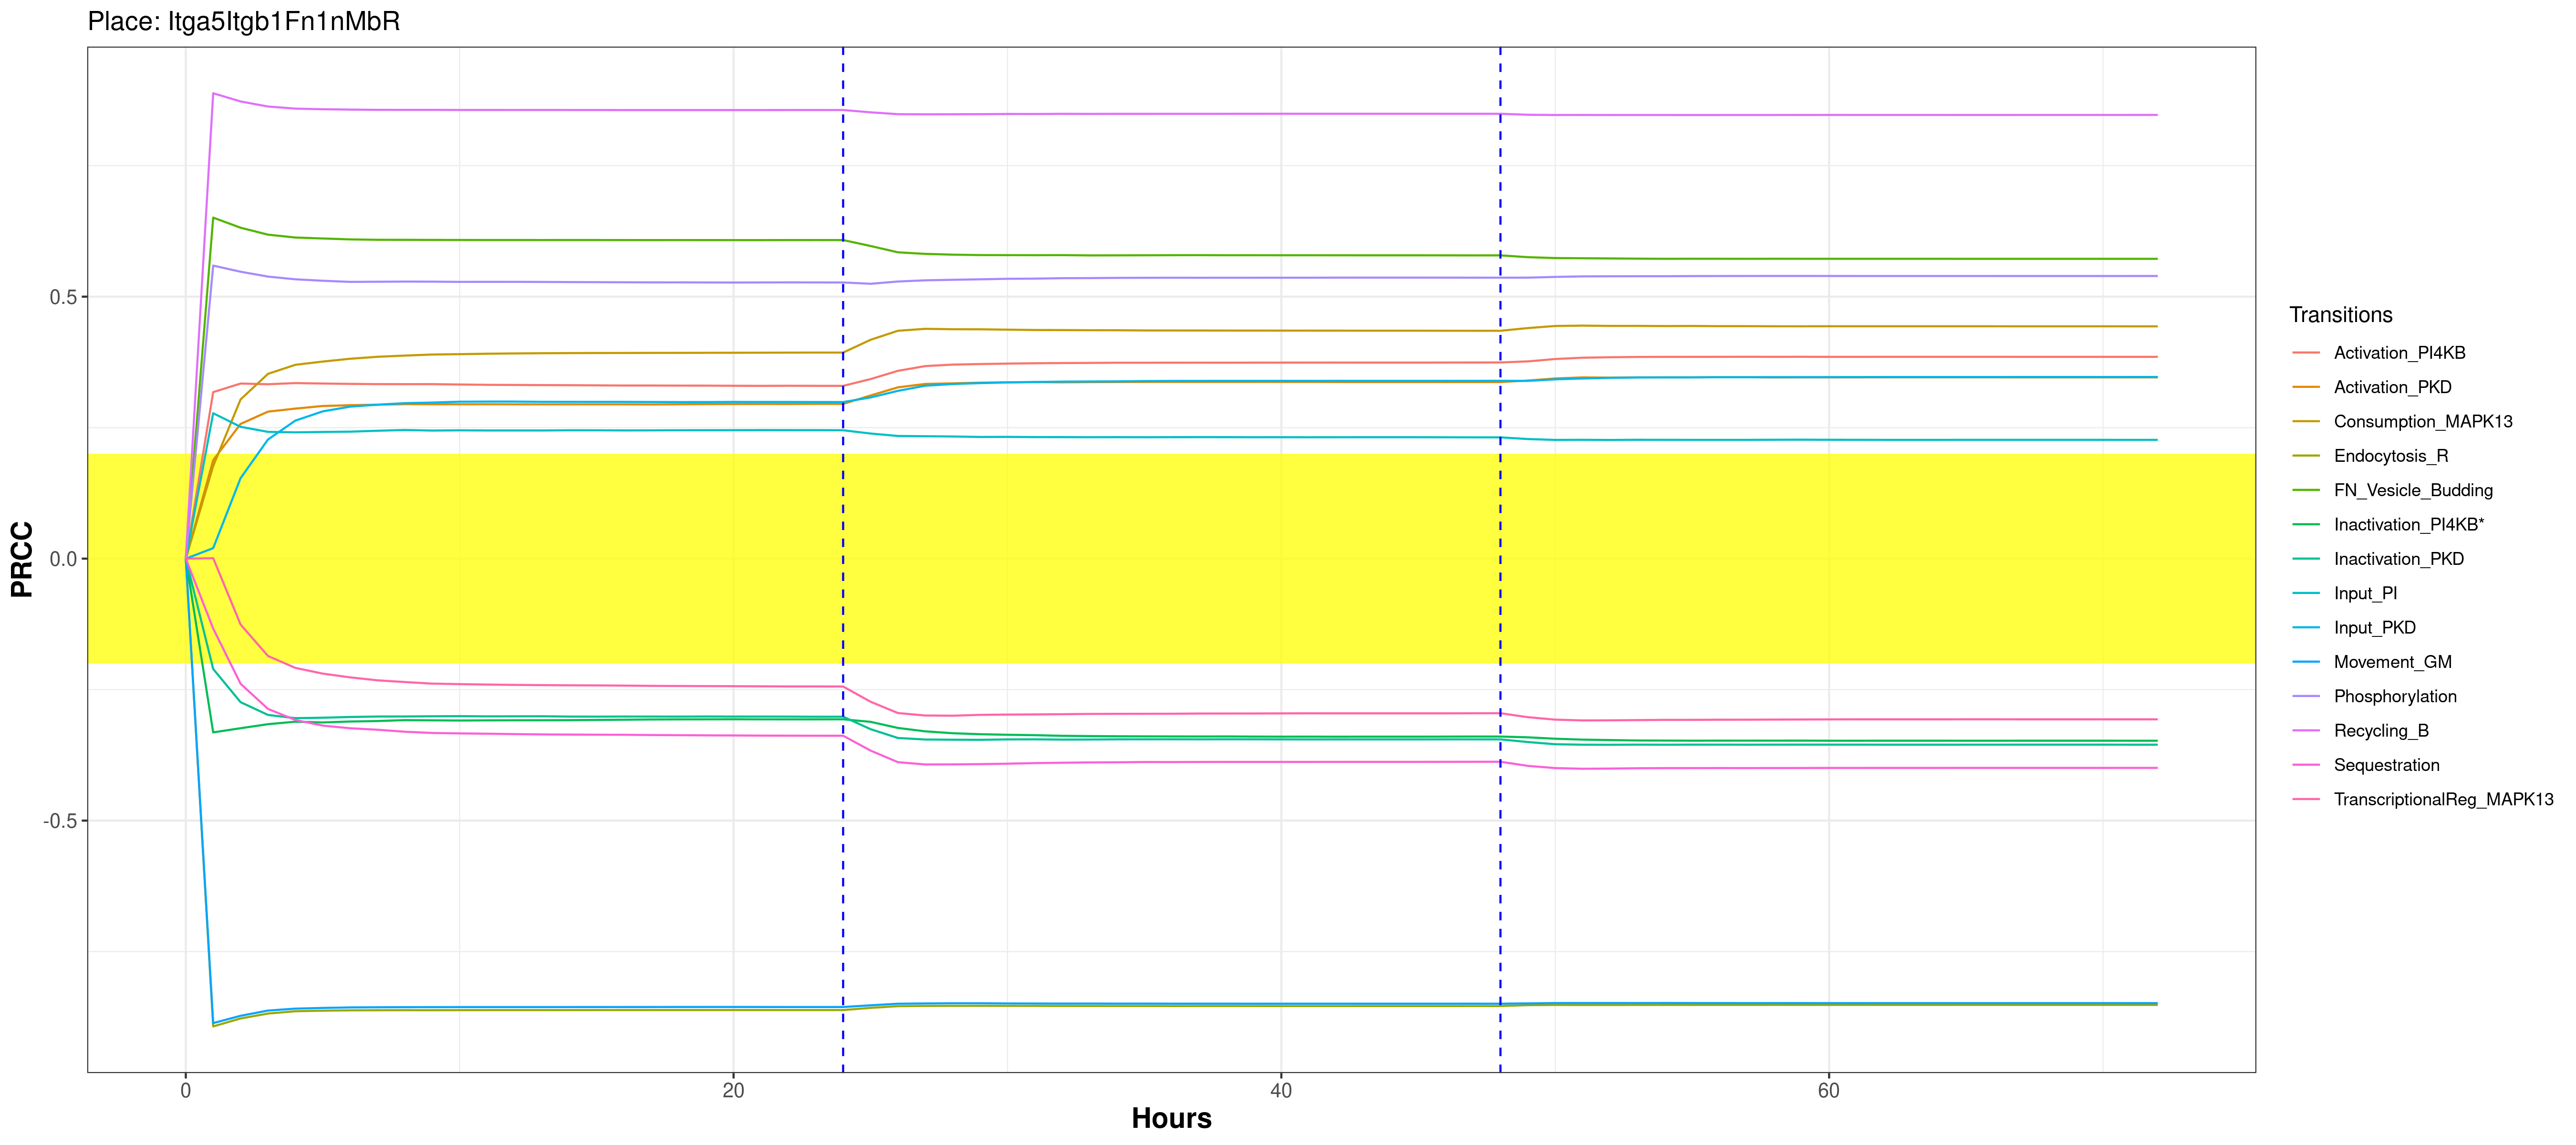 Place: Itga5Itgb1Fn1nMbR
PRCC
0.5
0.0
-0.5
0
20
40
60
Hours
Transitions
Activation_PI4KB
Activation_PKD
Consumption_MAPK13
Endocytosis_R
FN_Vesicle_Budding
Inactivation_PI4KB*
Inactivation_PKD
Input_PI
Input_PKD
Movement_GM
Phosphorylation
Recycling_B
Sequestration
TranscriptionalReg_MAPK13